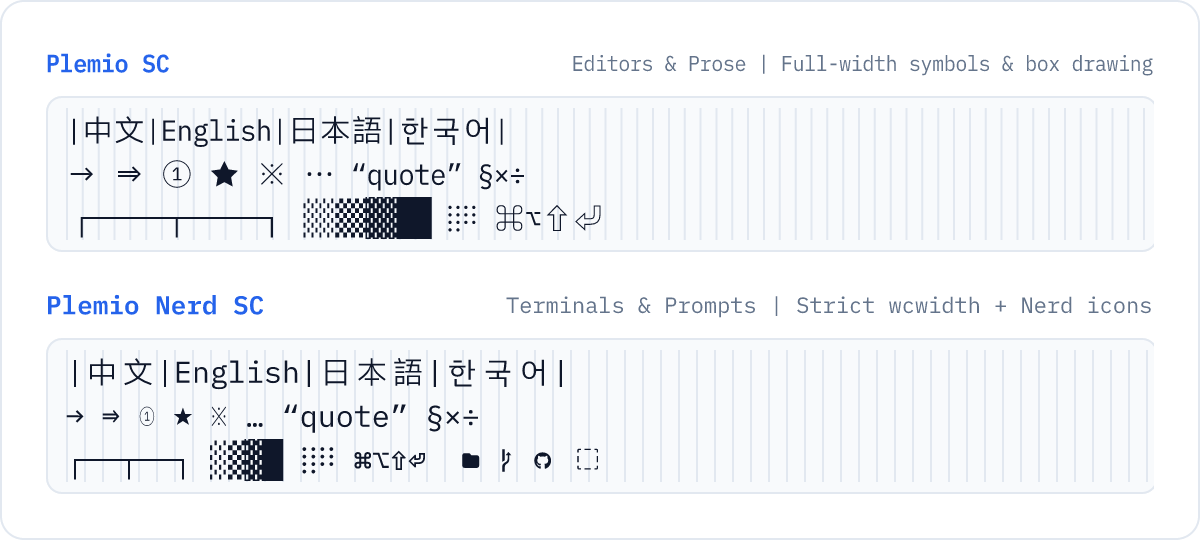 Plemio SC
Editors & Prose | Full-width symbols & box drawing
|中文|English|日本語|한국어|
→ ⇒ ① ★ ※ … “quote” §×÷
┌──┬──┐ ░▒▓█ ⠿ ⌘⌥⇧⏎
Plemio Nerd SC
Terminals & Prompts | Strict wcwidth + Nerd icons
|中文|English|日本語|한국어|
→ ⇒ ① ★ ※ … “quote” §×÷
┌──┬──┐ ░▒▓█ ⠿ ⌘⌥⇧⏎